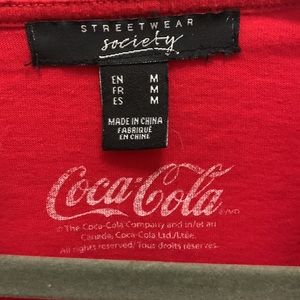 STREETWEAR
society
EN M
FR M
ES M
MADE IN CHINA
FABRIQUÉ
EN CHINE
Coca-Cola ®/MD
© The Coca-Cola Company and in/et au
Canada, Coca-Cola Ltd./Ltée.
All rights reserved/Tous droits réservés.